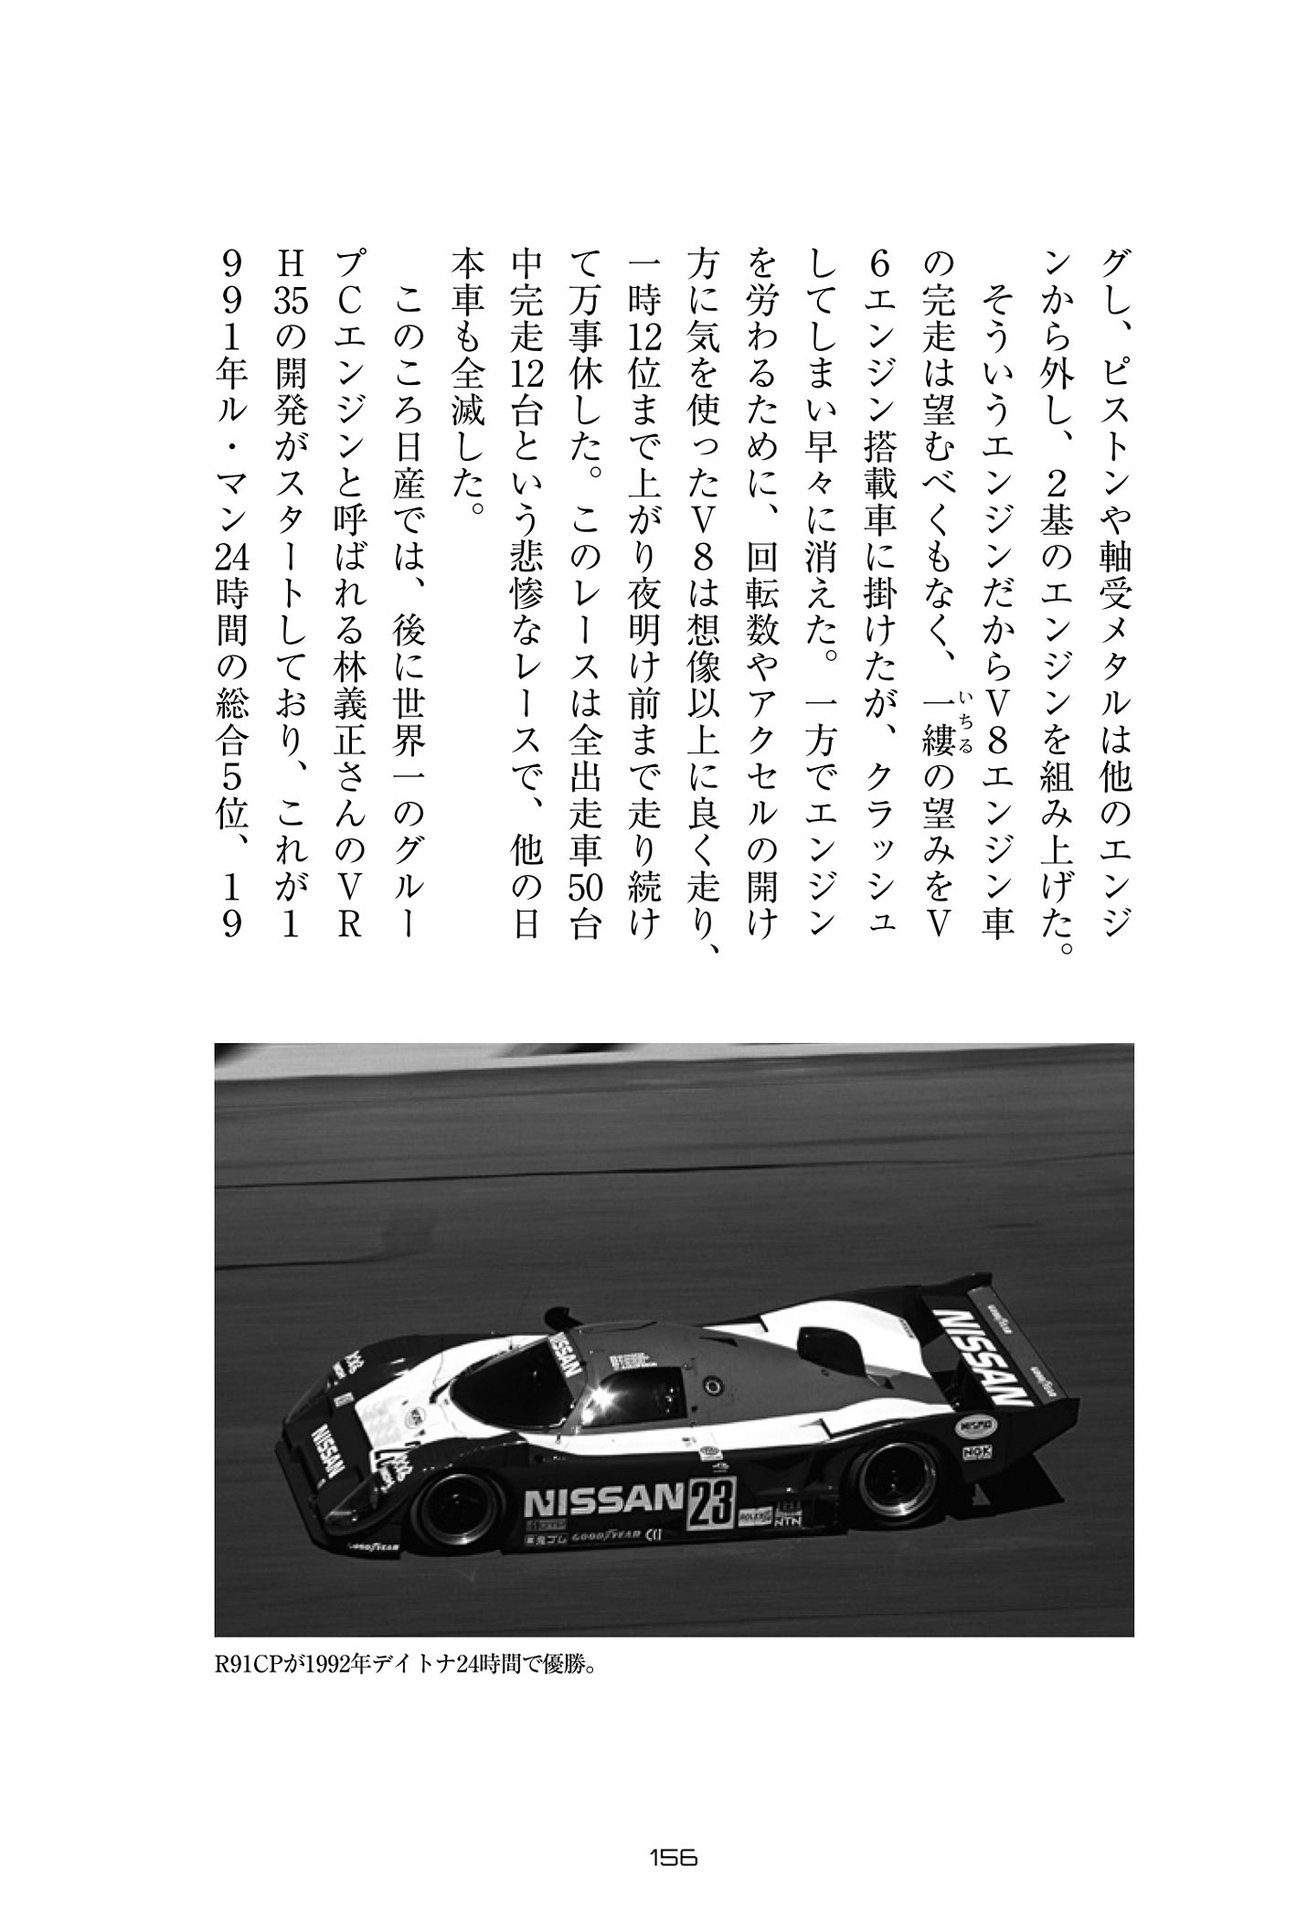 グし、ピストンや軸受メタルは他のエンジ
ンから外し、2基のエンジンを組み上げた。
そういうエンジンだからV8エンジン車
の完走は望むべくもなく、一縷の望みをV
いちる
6エンジン搭載車に掛けたが、クラッシュ
してしまい早々に消えた。一方でエンジン
を労わるために、回転数やアクセルの開け
方に気を使ったV8は想像以上に良く走り、
一時12位まで上がり夜明け前まで走り続け
て万事休した。このレースは全出走車50台
中完走12台という悲惨なレースで、他の日
本車も全滅した。
このころ日産では、後に世界一のグルー
プCエンジンと呼ばれる林義正さんのVR
H35の開発がスタートしており、これが1
991年ル・マン24時間の総合5位、19
NISSAN
NISSAN
NISSAN
NISSAN
23
GOODYEAR
GOODYEAR
NTN
NGK
ROLEX
R91CPが1992年デイトナ24時間で優勝。
156